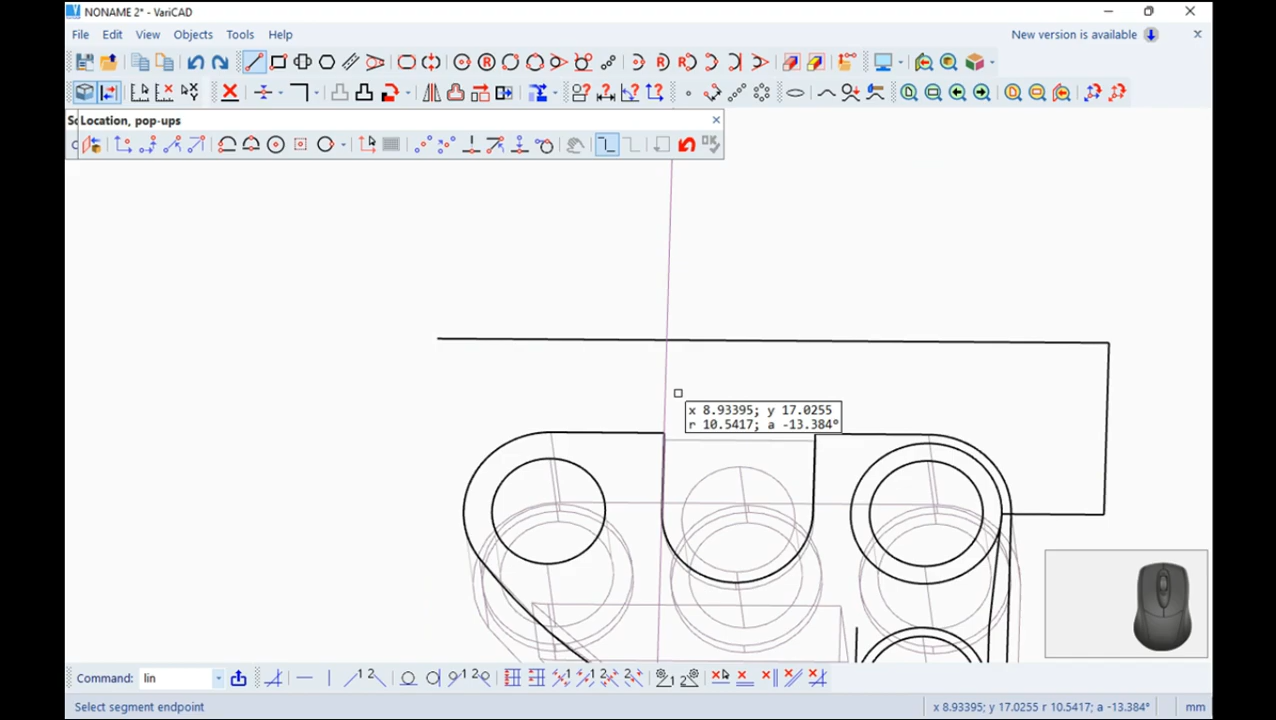 NONAME 2* - VariCAD
File Edit View Objects Tools Help
New version is available
Location, pop-ups
x 8.93395; y 17.0255
r 10.5417; a -13.384°
Command: lin
Select segment endpoint
x 8.93395; y 17.0255 r 10.5417; a -13.384°
mm